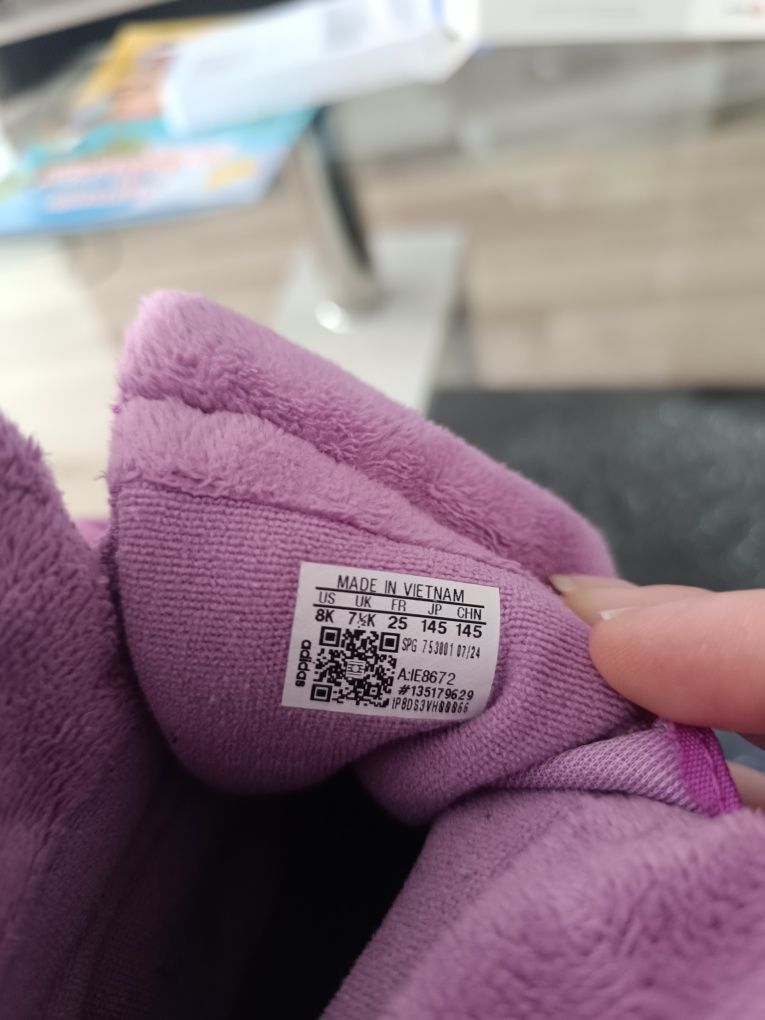 MADE IN VIETNAM
US UK FR JP CHN
8K 7½K 25 145 145
SPG 753001 07/24
adidas
A:IE8672
#135179629